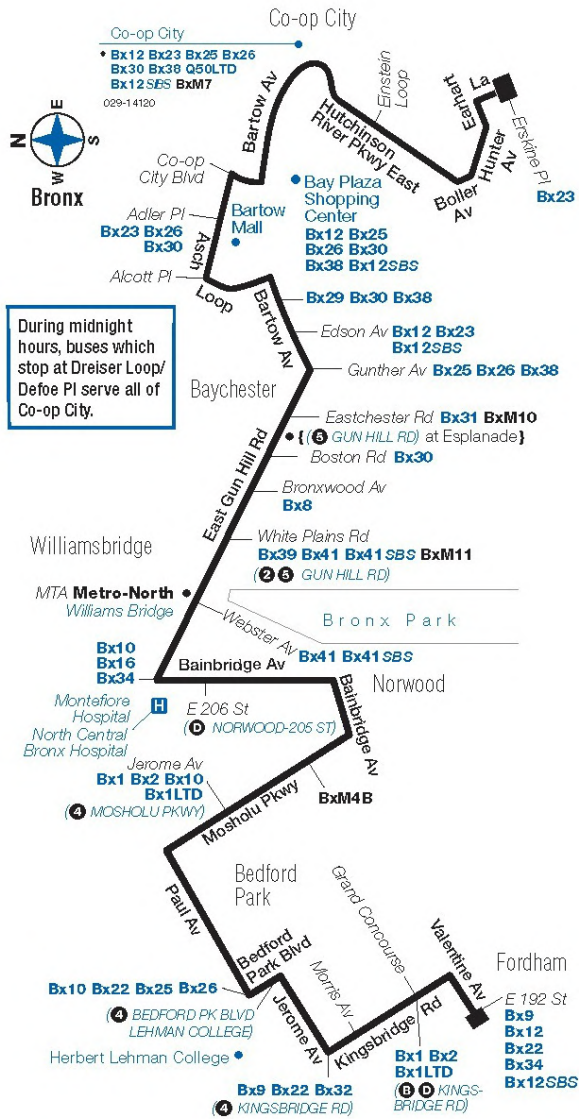 Co-op City
Co-op City
• Bx12 Bx23 Bx25 Bx26
Bx30 Bx38 Q50LTD
Bx12SBS BxM7
029-14120
N
E
S
W
Bronx
Bartow Av
Einstein
Loop
Hutchinson
River Pkwy East
Earhart
La
Hunter
Av
Boller
Av
Erskine Pl
Bx23
Co-op
City Blvd
Bay Plaza
Shopping
Center
Bx12 Bx25
Bx26 Bx30
Bx38 Bx12SBS
Adler Pl
Bx23 Bx26
Bx30
Bartow
Mall
Asch
Loop
Alcott Pl
Bartow Av
Bx29 Bx30 Bx38
During midnight
hours, buses which
stop at Dreiser Loop/
Defoe Pl serve all of
Co-op City.
Edson Av Bx12 Bx23
Bx12SBS
Gunther Av Bx25 Bx26 Bx38
Baychester
Eastchester Rd Bx31 BxM10
• {(5 GUN HILL RD) at Esplanade}
Boston Rd Bx30
East Gun Hill Rd
Bronxwood Av
Bx8
White Plains Rd
Bx39 Bx41 Bx41SBS BxM11
(2 5 GUN HILL RD)
Williamsbridge
MTA Metro-North
Williams Bridge
Bronx Park
Webster Av
Bx41 Bx41SBS
Bx10
Bx16
Bx34
Bainbridge Av
Norwood
Montefiore
Hospital
North Central
Bronx Hospital
H
E 206 St
(D NORWOOD-205 ST)
Bainbridge Av
Jerome Av
Bx1 Bx2 Bx10
Bx1LTD
(4 MOSHOLU PKWY)
Mosholu Pkwy
BxM4B
Bedford
Park
Paul Av
Grand Concourse
Bedford
Park Blvd
Morris Av
Valentine Av
Fordham
Bx10 Bx22 Bx25 Bx26
(4 BEDFORD PK BLVD
LEHMAN COLLEGE)
Jerome Av
Kingsbridge Rd
E 192 St
Bx9
Bx12
Bx22
Bx34
Bx12SBS
Herbert Lehman College
Bx1 Bx2
Bx1LTD
(B D KINGS-
BRIDGE RD)
Bx9 Bx22 Bx32
(4 KINGSBRIDGE RD)